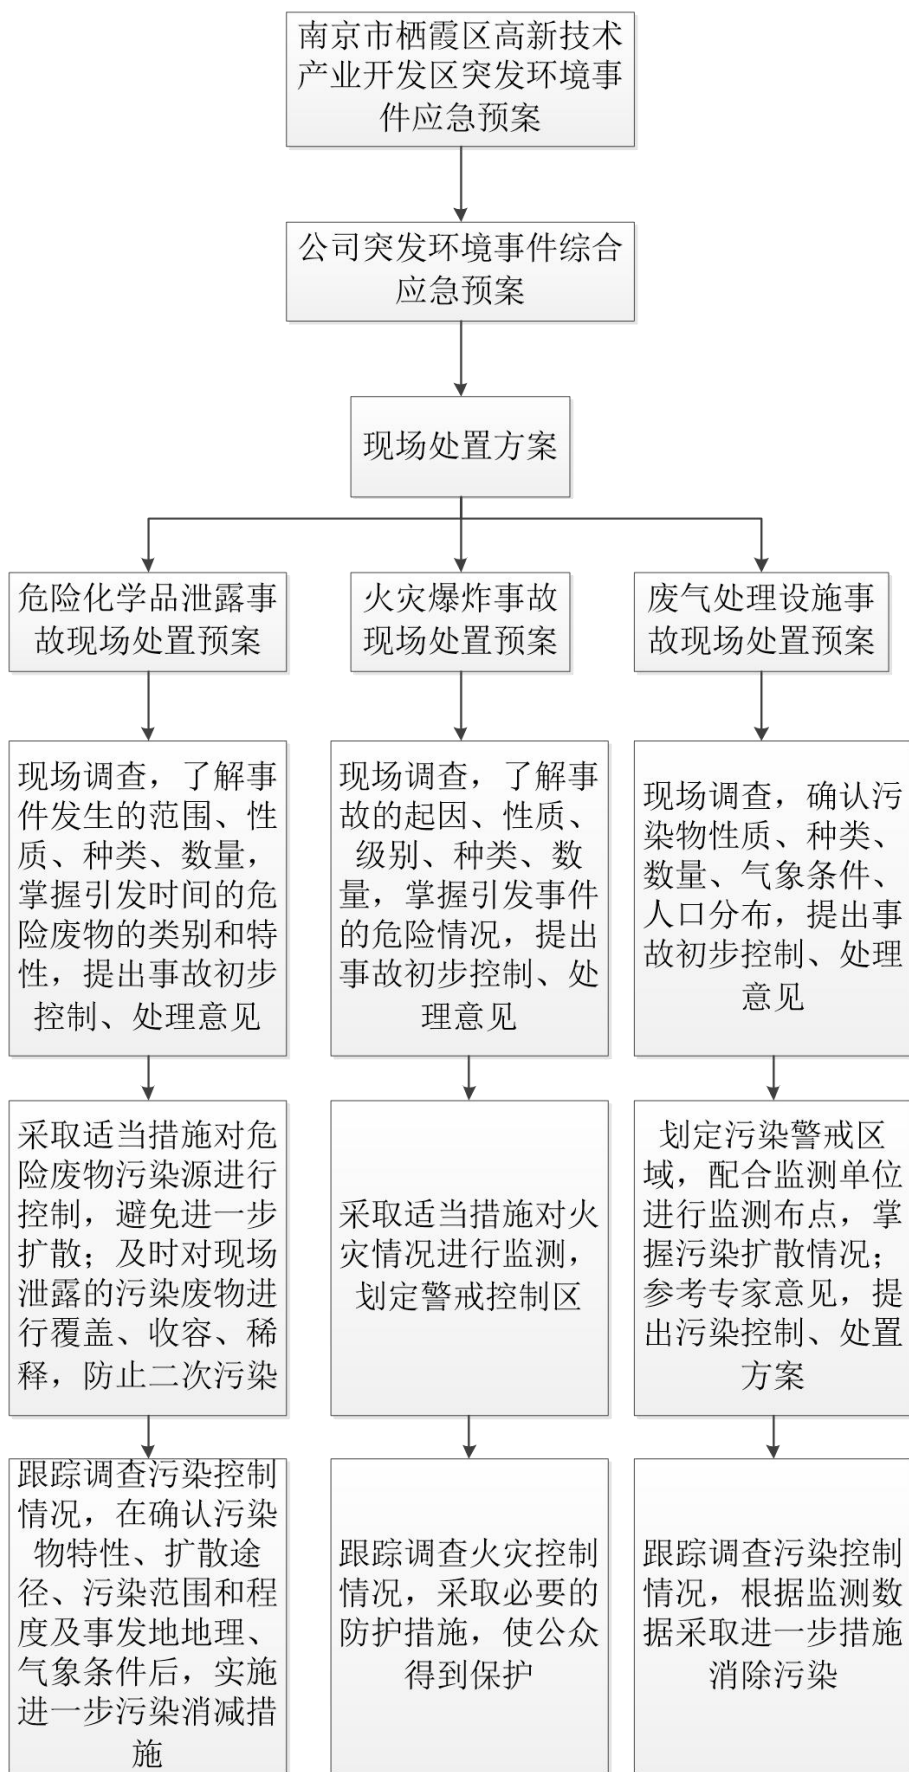 南京市栖霞区高新技术
产业开发区突发环境事
件应急预案
公司突发环境事件综合
应急预案
现场处置方案
危险化学品泄露事
故现场处置预案
火灾爆炸事故
现场处置预案
废气处理设施事
故现场处置预案
现场调查，了解事
件发生的范围、性
质、种类、数量，
掌握引发时间的危
险废物的类别和特
性，提出事故初步
控制、处理意见
现场调查，了解事
故的起因、性质、
级别、种类、数
量，掌握引发事件
的危险情况，提出
事故初步控制、处
理意见
现场调查，确认污
染物性质、种类、
数量、气象条件、
人口分布，提出事
故初步控制、处理
意见
采取适当措施对危
险废物污染源进行
控制，避免进一步
扩散；及时对现场
泄露的污染废物进
行覆盖、收容、稀
释，防止二次污染
采取适当措施对火
灾情况进行监测，
划定警戒控制区
划定污染警戒区
域，配合监测单位
进行监测布点，掌
握污染扩散情况；
参考专家意见，提
出污染控制、处置
方案
跟踪调查污染控制
情况，在确认污染
物特性、扩散途
径、污染范围和程
度及事发地地理、
气象条件后，实施
进一步污染消减措
施
跟踪调查火灾控制
情况，采取必要的
防护措施，使公众
得到保护
跟踪调查污染控制
情况，根据监测数
据采取进一步措施
消除污染